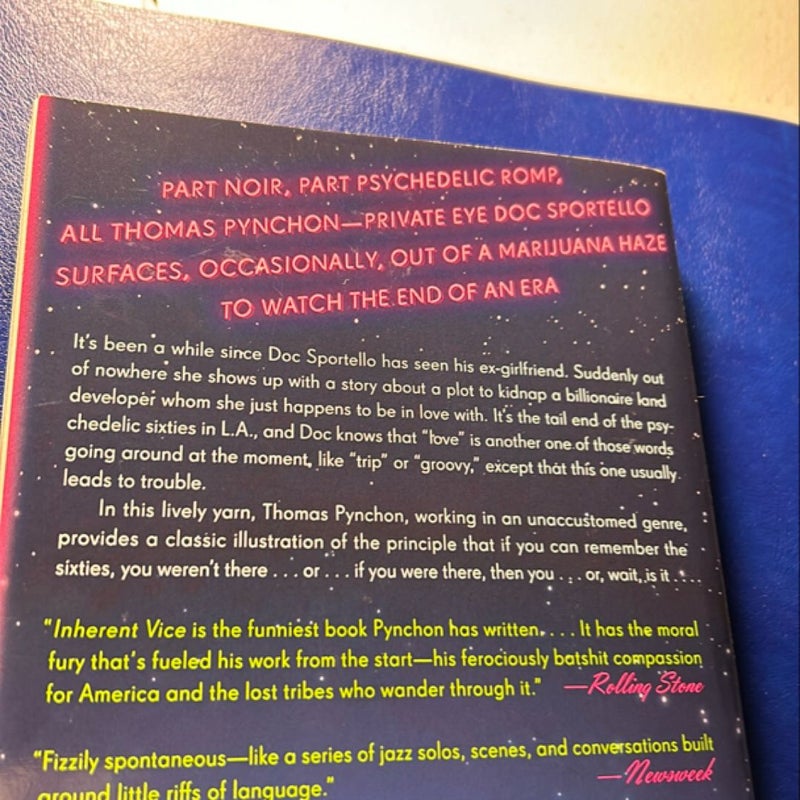 PART NOIR, PART PSYCHEDELIC ROMP,
ALL THOMAS PYNCHON—PRIVATE EYE DOC SPORTELLO
SURFACES, OCCASIONALLY, OUT OF A MARIJUANA HAZE
TO WATCH THE END OF AN ERA
It's been a while since Doc Sportello has seen his ex-girlfriend. Suddenly out
of nowhere she shows up with a story about a plot to kidnap a billionaire land
developer whom she just happens to be in love with. It's the tail end of the psy-
chedelic sixties in L.A., and Doc knows that "love" is another one of those words
going around at the moment, like "trip" or "groovy," except that this one usually
leads to trouble.
In this lively yarn, Thomas Pynchon, working in an unaccustomed genre,
provides a classic illustration of the principle that if you can remember the
sixties, you weren't there . . . or . . . if you were there, then you . . . or, wait, is it . . . .
"Inherent Vice is the funniest book Pynchon has written. . . . It has the moral
fury that's fueled his work from the start—his ferociously batshit compassion
for America and the lost tribes who wander through it." —Rolling Stone
"Fizzily spontaneous—like a series of jazz solos, scenes, and conversations built
around little riffs of language." —Newsweek